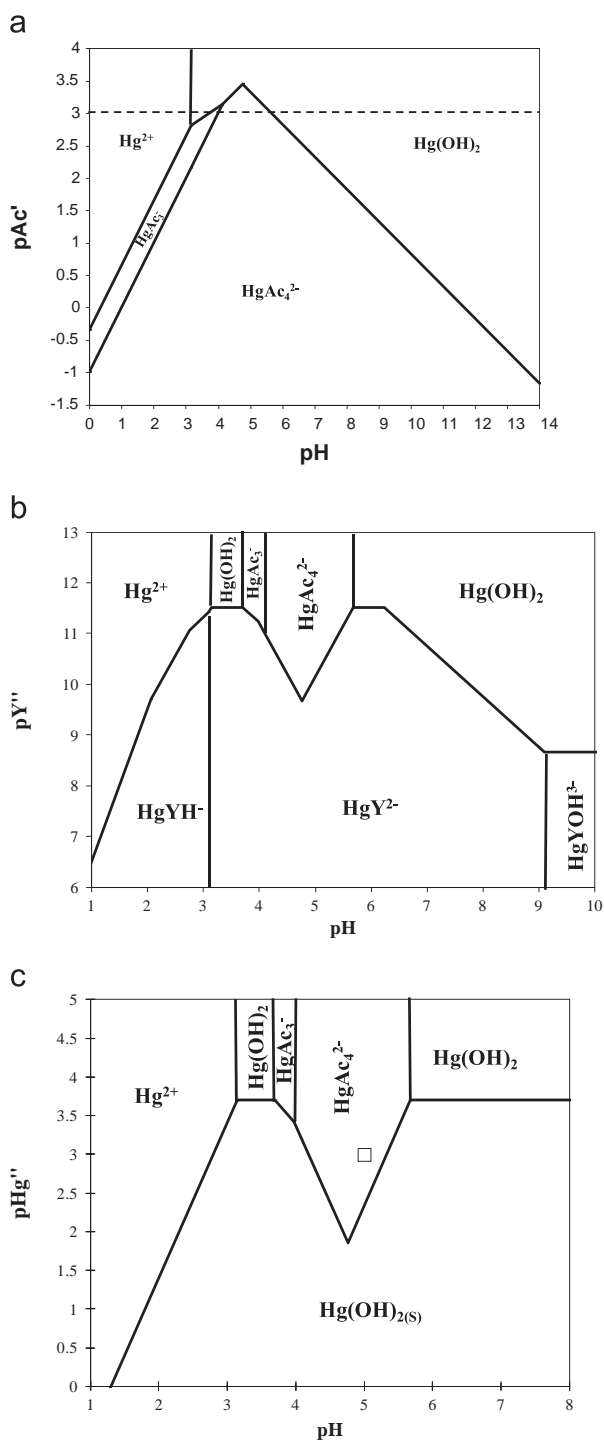 a
4
3.5
3
2.5
2
1.5
1
0.5
0
-0.5
-1
-1.5
pAc'
Hg²⁺
HgAc₃⁻
HgAc₄²⁻
Hg(OH)₂
0 1 2 3 4 5 6 7 8 9 10 11 12 13 14
pH
b
13
12
11
10
9
8
7
6
pY''
Hg²⁺
Hg(OH)₂
HgAc₃⁻
HgAc₄²⁻
Hg(OH)₂
HgYH⁻
HgY²⁻
HgYOH³⁻
1 2 3 4 5 6 7 8 9 10
pH
c
5
4.5
4
3.5
3
2.5
2
1.5
1
0.5
0
pHg''
Hg²⁺
Hg(OH)₂
HgAc₃⁻
HgAc₄²⁻
Hg(OH)₂
Hg(OH)₂₍S₎
1 2 3 4 5 6 7 8
pH